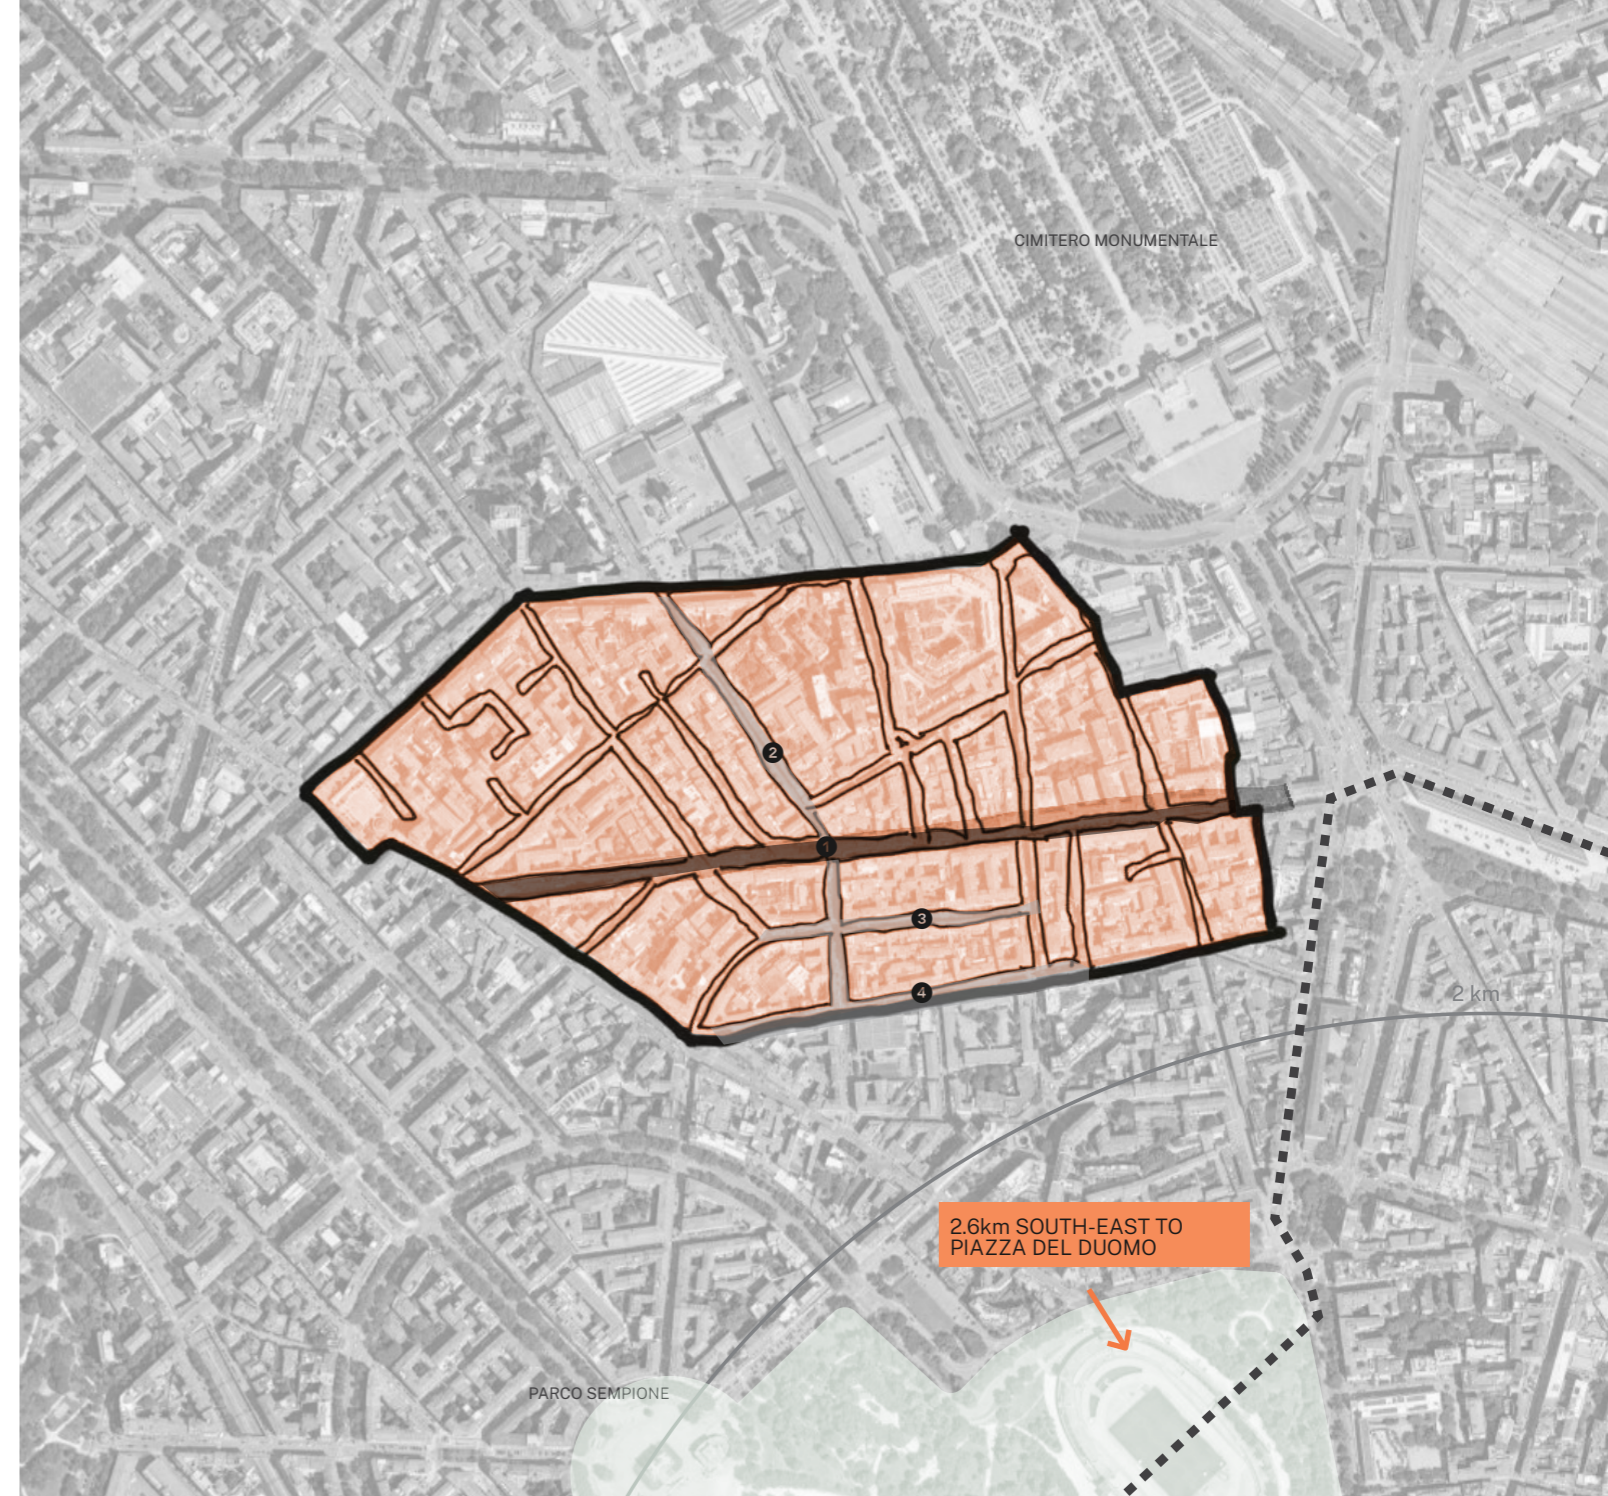 CIMITERO MONUMENTALE
2
1
3
4
2 km
2.6km SOUTH-EAST TO
PIAZZA DEL DUOMO
PARCO SEMPIONE